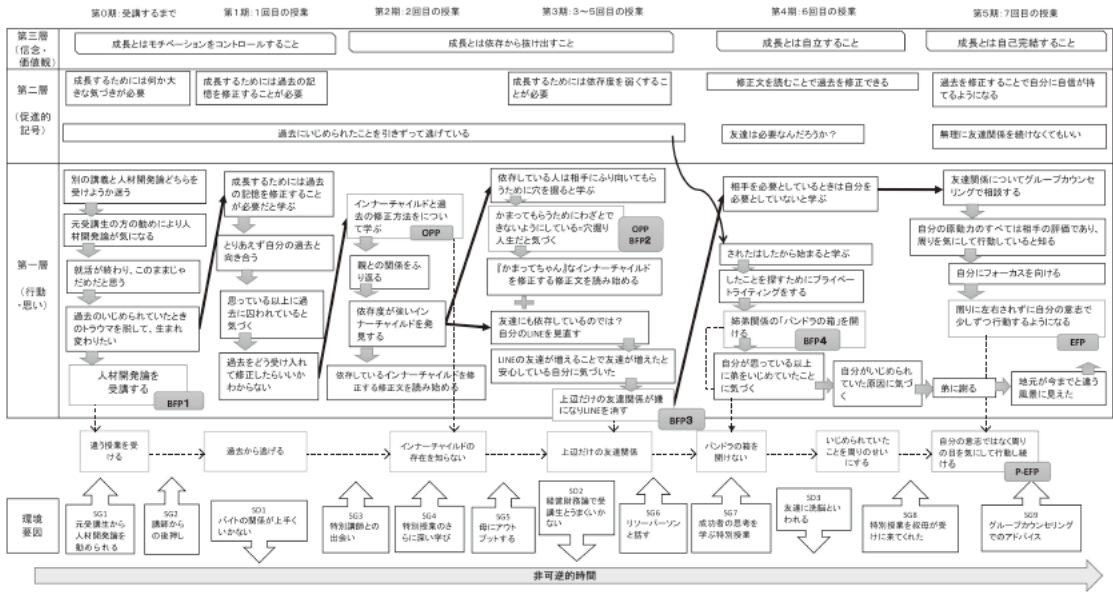 第0期：受講するまで
第1期：1回目の授業
第2期：2回目の授業
第3期：3～5回目の授業
第4期：6回目の授業
第5期：7回目の授業
第三層
（信念・
価値観）
成長とはモチベーションをコントロールすること
成長とは依存から抜け出すこと
成長とは自立すること
成長とは自己完結すること
第二層
（促進的
記号）
成長するためには何か大
きな気づきが必要
成長するためには過去の記
憶を修正することが必要
成長するためには依存度を弱くするこ
とが必要
修正文を読むことで過去を修正できる
過去を修正することで自分に自信が持
てるようになる
過去にいじめられたことを引きずって逃げている
友達は必要なんだろうか？
無理に友達関係を続けなくてもいい
第一層
（行動
・思い）
別の講義と人材開発論どちらを
受けようか迷う
元受講生の方の勧めにより人
材開発論が気になる
就活が終わり、このままじゃ
だめだと思う
過去のいじめられていたとき
のトラウマを脱して、生まれ
変わりたい
人材開発論を
受講する
BFP1
成長するためには過去
の記憶を修正すること
が必要だと学ぶ
とりあえず自分の過去と
向き合う
思っている以上に過
去に囚われていると
気づく
過去をどう受け入れ
て修正したらいいか
わからない
インナーチャイルドと過
去の修正方法をについ
て学ぶ
OPP
親との関係をふ
り返る
依存度が強いイン
ナーチャイルドを発
見する
依存しているインナーチャイルドを修
正する修正文を読み始める
依存している人は相手にふり向いてもら
うために穴を掘ると学ぶ
かまってもらうためにわざとで
きないようにしている=穴掘り
人生だと気づく
OPP
BFP2
『かまってちゃん』なインナーチャイルド
を修正する修正文を読み始める
友達にも依存しているのでは？
自分のLINEを見直す
LINEの友達が増えることで友達が増えたと
安心している自分に気づいた
上辺だけの友達関係が嫌
になりLINEを消す
BFP3
相手を必要としているときは自分を
必要としていないと学ぶ
されたはしたから始まると学ぶ
したことを探すためにプライベー
トライティングをする
姉弟関係の「パンドラの箱」を開
ける
BFP4
自分が思っている以上
に弟をいじめていたこと
に気づく
自分がいじめられ
ていた原因に気づ
く
弟に謝る
地元が今までと違う
風景に見えた
友達関係についてグループカウンセ
リングで相談する
自分の原動力のすべては相手の評価であり、
周りを気にして行動していると知る
自分にフォーカスを向ける
周りに左右されずに自分の意志で
少しずつ行動するようになる
EFP
違う授業を受
ける
過去から逃げる
インナーチャイルドの
存在を知らない
上辺だけの友達関係
パンドラの箱を
開けない
いじめられていた
ことを周りのせい
にする
自分の意志ではなく周り
の目を気にして行動し続
ける
P-EFP
環境
要因
SG1
元受講生から
人材開発論を
勧められる
SG2
講師から
の後押し
SD1
バイトの関係が上手く
いかない
SG3
特別講師との
出会い
SG4
特別授業のさ
らに深い学び
SG5
母にアウト
プットする
SD2
経営財務論で受
講生とうまくいか
ない
SG6
リソーパーソン
と話す
SG7
成功者の思考を
学ぶ特別授業
SD3
友達に洗脳とい
われる
SG8
特別授業を叔母が受
けに来てくれた
SG9
グループカウンセリング
でのアドバイス
非可逆的時間